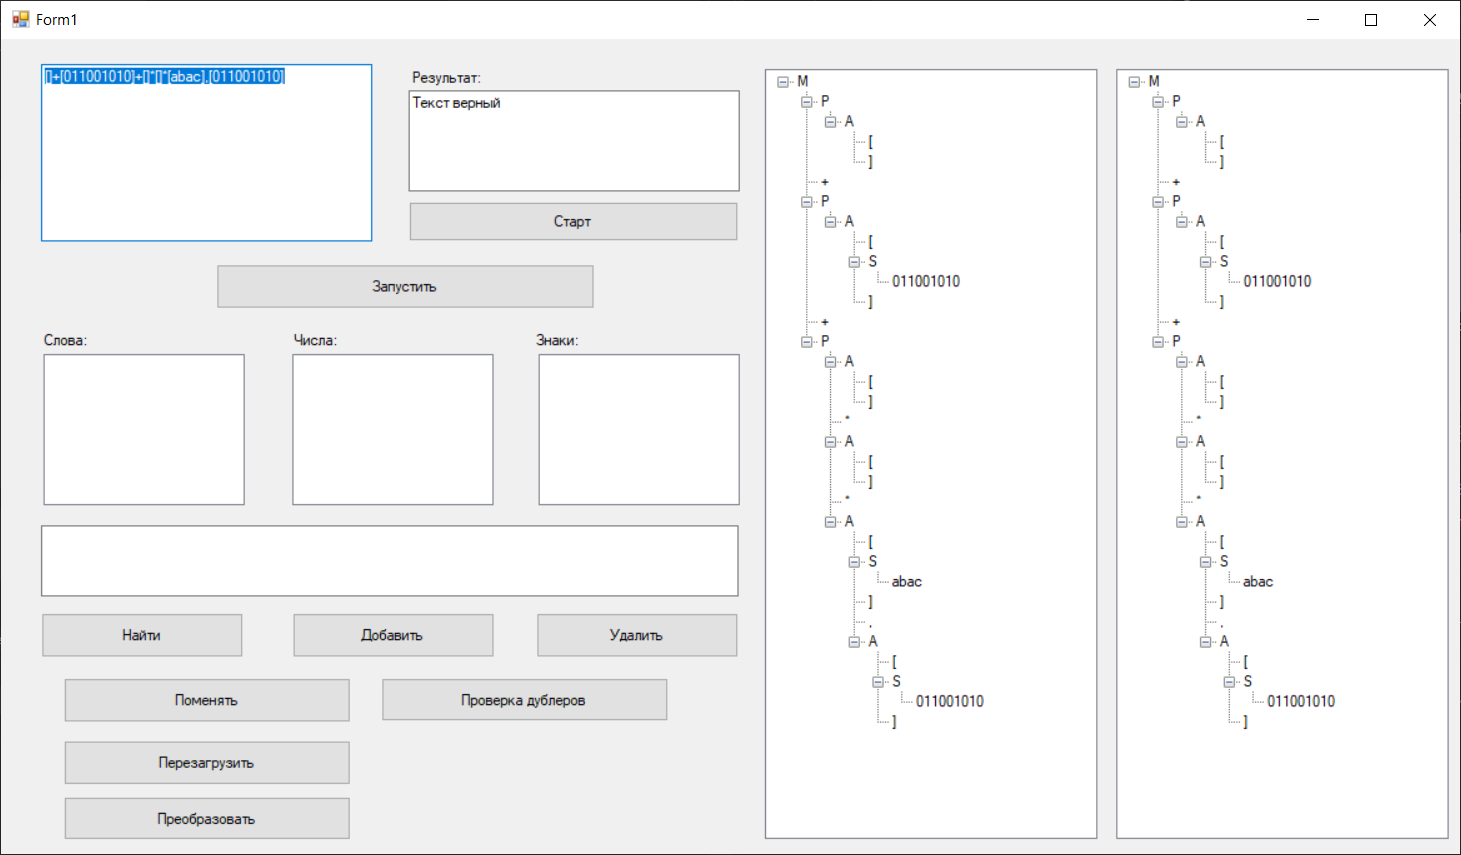 Form1
[]+[011001010]+[]*[]*[abac].[011001010]
Результат:
Текст верный
Старт
Запустить
Слова:
Числа:
Знаки:
Найти
Добавить
Удалить
Поменять
Проверка дублеров
Перезагрузить
Преобразовать
M
P
A
[
]
+
P
A
[
S
011001010
]
+
P
A
[
]
*
A
[
]
*
A
[
S
abac
]
.
A
[
S
011001010
]
M
P
A
[
]
+
P
A
[
S
011001010
]
+
P
A
[
]
*
A
[
]
*
A
[
S
abac
]
.
A
[
S
011001010
]